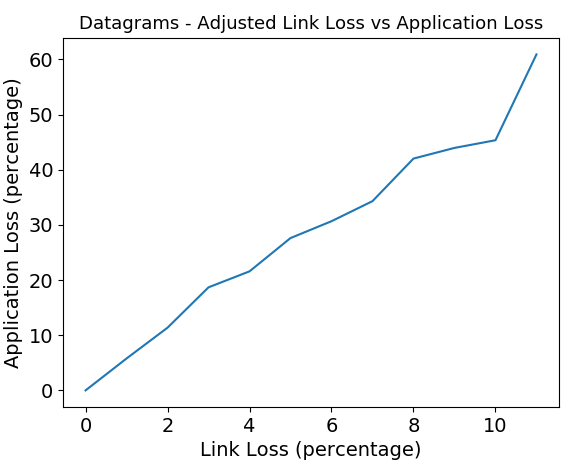 Datagrams - Adjusted Link Loss vs Application Loss
Application Loss (percentage)
60
50
40
30
20
10
0
0 2 4 6 8 10
Link Loss (percentage)